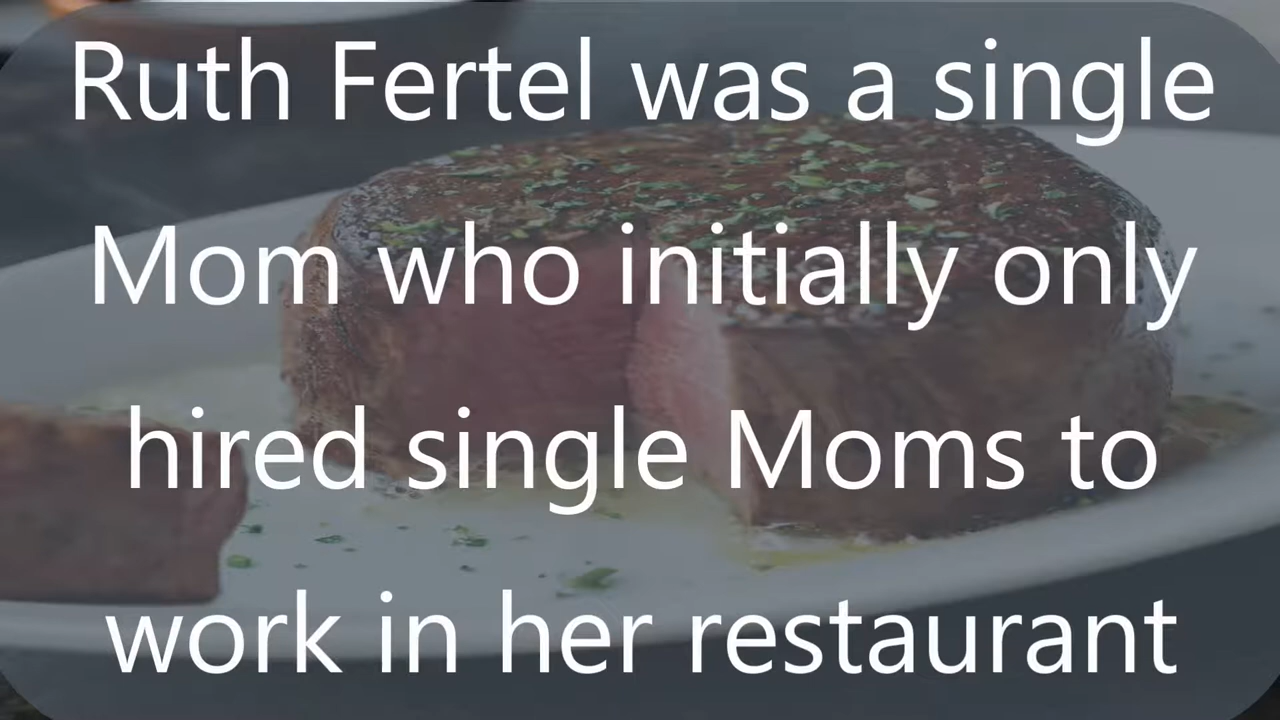 Ruth Fertel was a single
Mom who initially only
hired single Moms to
work in her restaurant